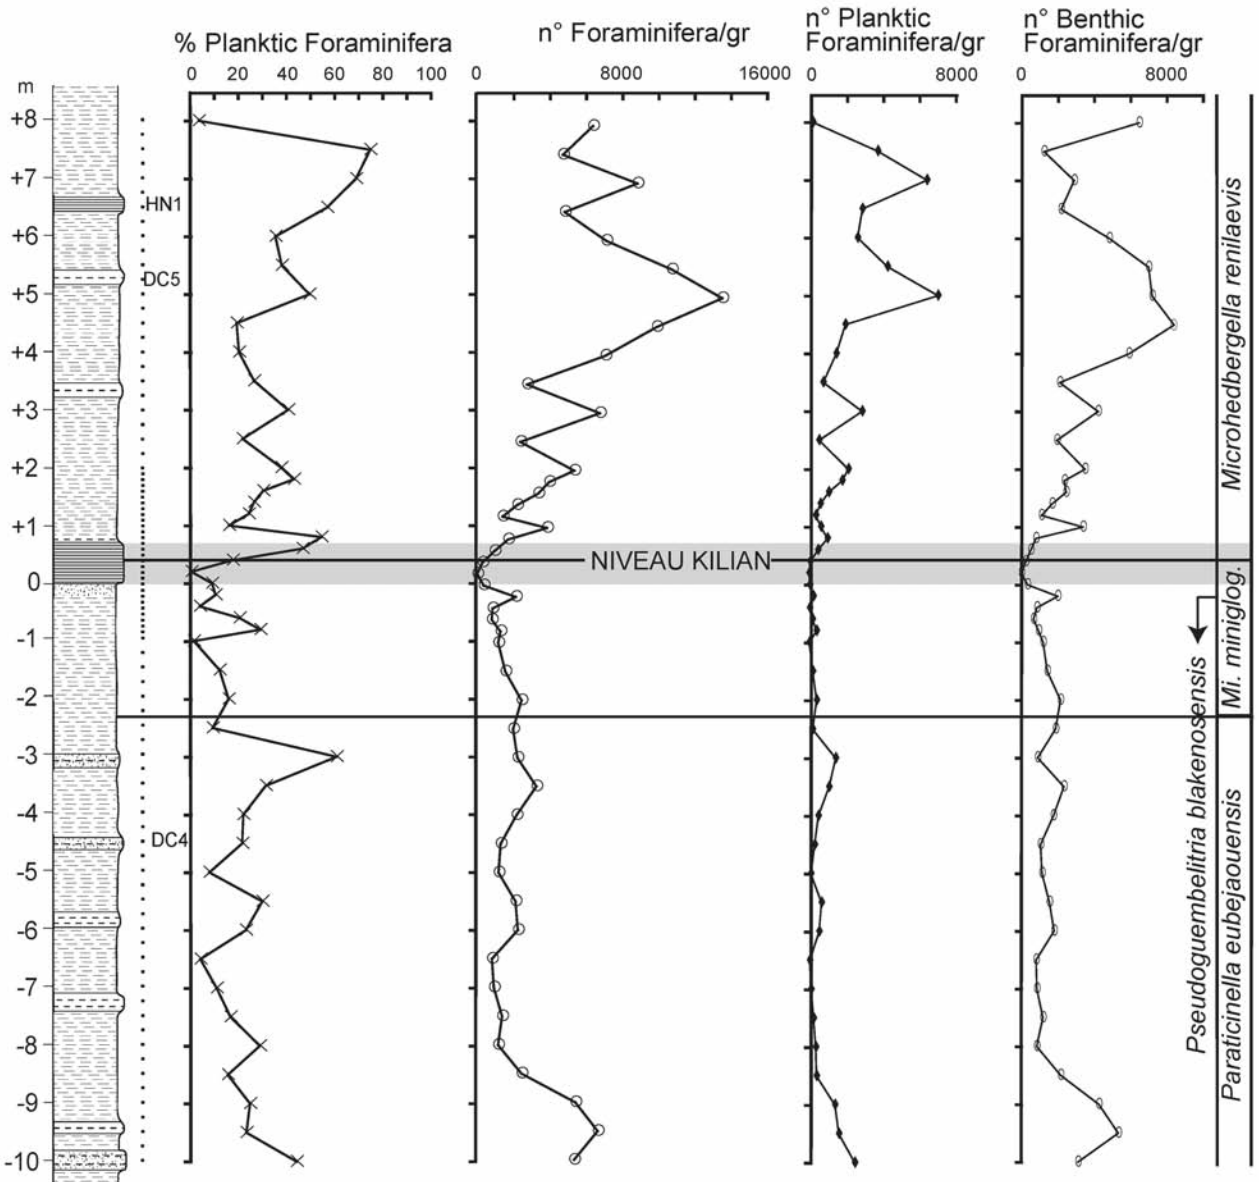 % Planktic Foraminifera
n° Foraminifera/gr
n° Planktic
Foraminifera/gr
n° Benthic
Foraminifera/gr
0 20 40 60 80 100
0 8000 16000
0 8000
0 8000
m
+8
+7
+6
+5
+4
+3
+2
+1
0
-1
-2
-3
-4
-5
-6
-7
-8
-9
-10
HN1
DC5
DC4
NIVEAU KILIAN
Pseudoguembelitria blakenosensis
Microhedbergella renilaevis
Mi. miniglog.
Paraticinella eubejaouensis